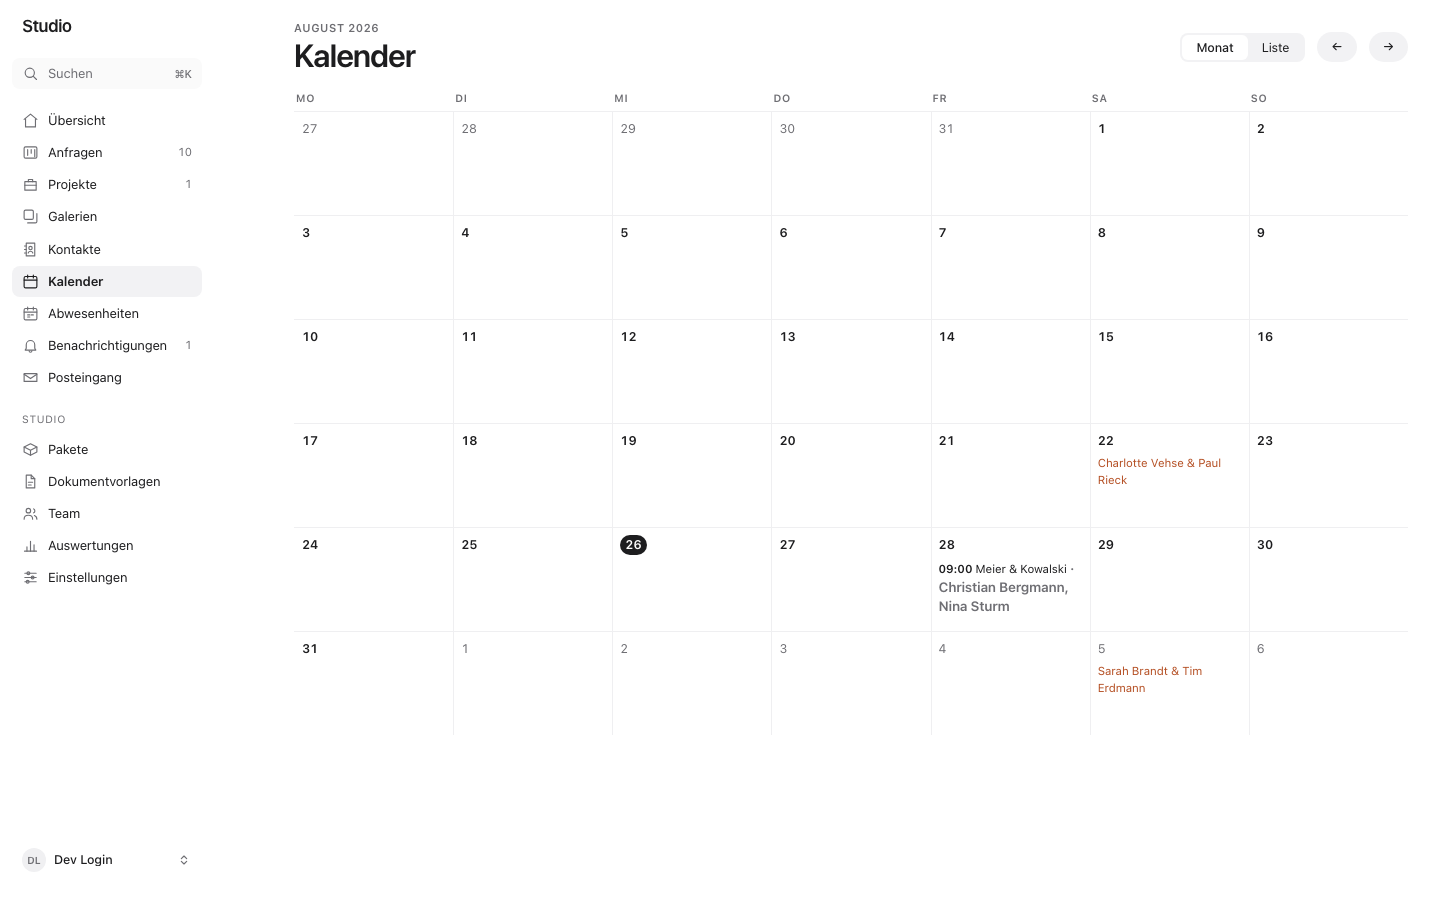 Studio
Suchen ⌘K
Übersicht
Anfragen 10
Projekte 1
Galerien
Kontakte
Kalender
Abwesenheiten
Benachrichtigungen 1
Posteingang
STUDIO
Pakete
Dokumentvorlagen
Team
Auswertungen
Einstellungen
DL Dev Login
AUGUST 2026
Kalender
Monat Liste ← →
MO DI MI DO FR SA SO
27 28 29 30 31 1 2
3 4 5 6 7 8 9
10 11 12 13 14 15 16
17 18 19 20 21 22 23
Charlotte Vehse & Paul
Rieck
24 25 26 27 28 29 30
09:00 Meier & Kowalski ·
Christian Bergmann,
Nina Sturm
31 1 2 3 4 5 6
Sarah Brandt & Tim
Erdmann